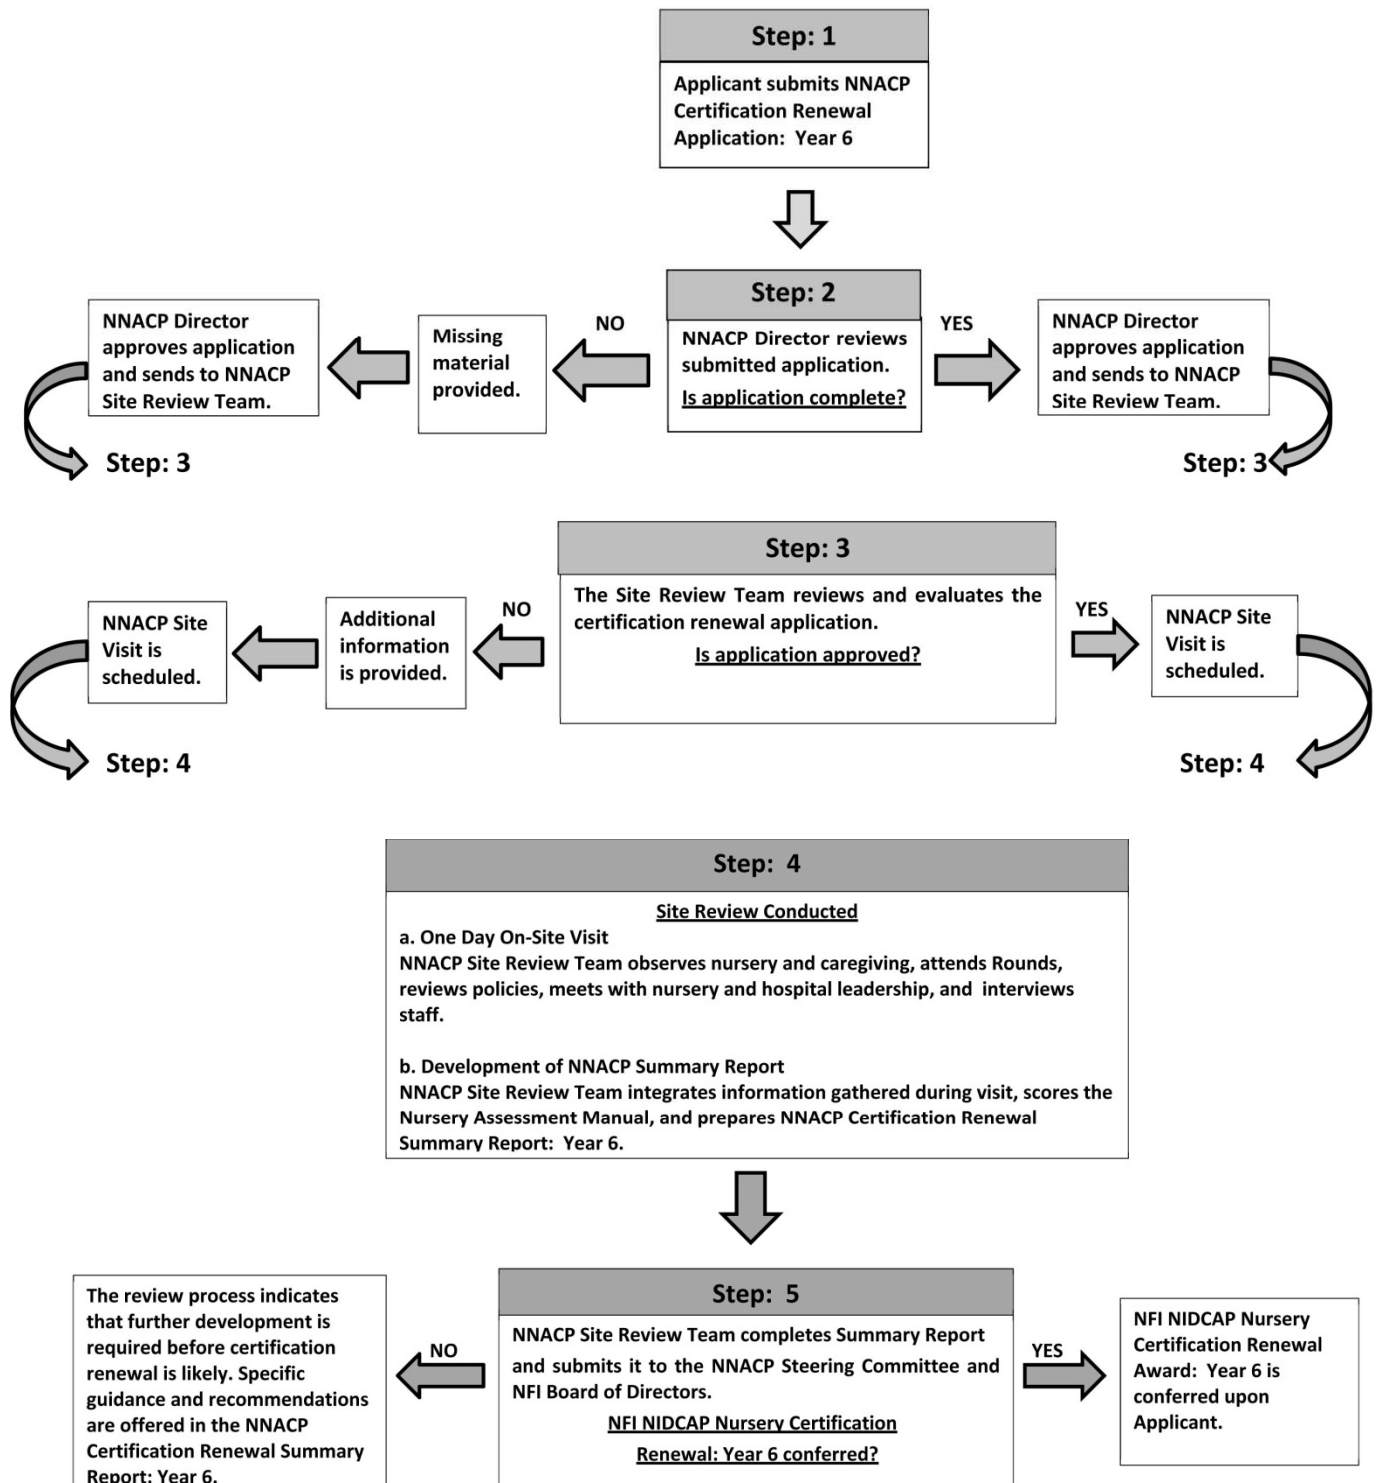 Step: 1
Applicant submits NNACP
Certification Renewal
Application: Year 6
Step: 2
NNACP Director reviews
submitted application.
Is application complete?
NO
Missing
material
provided.
NNACP Director
approves application
and sends to NNACP
Site Review Team.
Step: 3
YES
NNACP Director
approves application
and sends to NNACP
Site Review Team.
Step: 3
Step: 3
The Site Review Team reviews and evaluates the
certification renewal application.
Is application approved?
NO
Additional
information
is provided.
NNACP Site
Visit is
scheduled.
Step: 4
YES
NNACP Site
Visit is
scheduled.
Step: 4
Step: 4
Site Review Conducted
a. One Day On-Site Visit
NNACP Site Review Team observes nursery and caregiving, attends Rounds,
reviews policies, meets with nursery and hospital leadership, and interviews
staff.
b. Development of NNACP Summary Report
NNACP Site Review Team integrates information gathered during visit, scores the
Nursery Assessment Manual, and prepares NNACP Certification Renewal
Summary Report: Year 6.
Step: 5
NNACP Site Review Team completes Summary Report
and submits it to the NNACP Steering Committee and
NFI Board of Directors.
NFI NIDCAP Nursery Certification
Renewal: Year 6 conferred?
NO
The review process indicates
that further development is
required before certification
renewal is likely. Specific
guidance and recommendations
are offered in the NNACP
Certification Renewal Summary
Report: Year 6.
YES
NFI NIDCAP Nursery
Certification Renewal
Award: Year 6 is
conferred upon
Applicant.